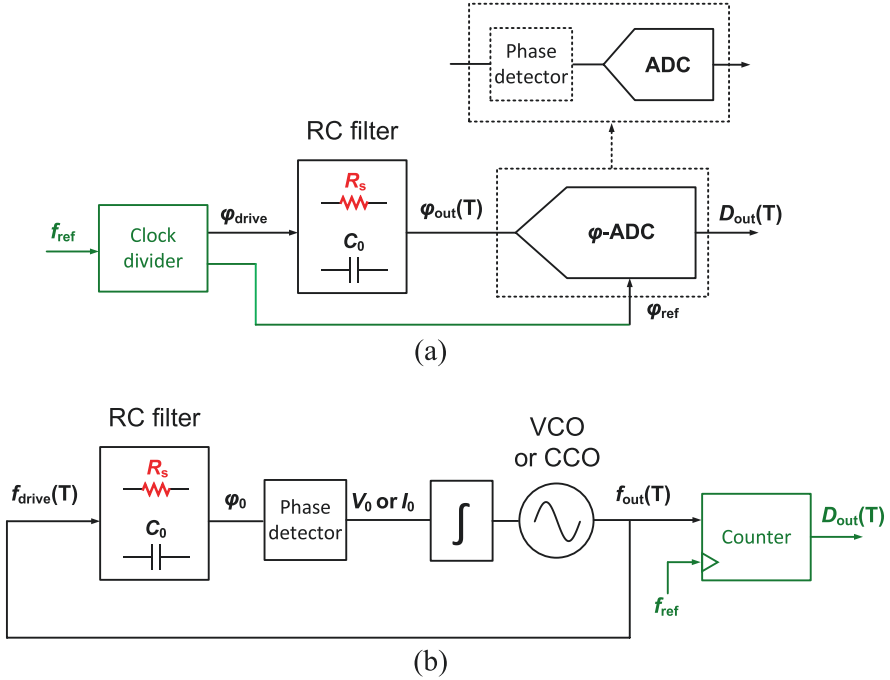 Phase
detector
ADC
RC filter
Rs
C0
fref
Clock
divider
φdrive
φout(T)
φ-ADC
Dout(T)
φref
(a)
RC filter
Rs
C0
fdrive(T)
φ0
Phase
detector
V0 or I0
∫
VCO
or CCO
fout(T)
Counter
Dout(T)
fref
(b)